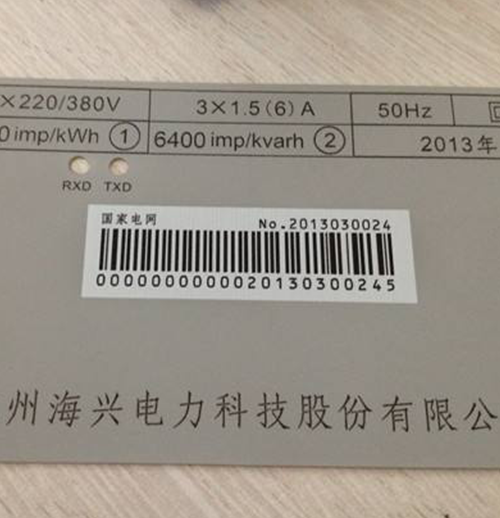 ×220/380V 3×1.5(6)A 50Hz
0 imp/kWh ① 6400 imp/kvarh ② 2013年
RXD TXD
国家电网 No.2013030024
0000000000020130300245
州海兴电力科技股份有限公